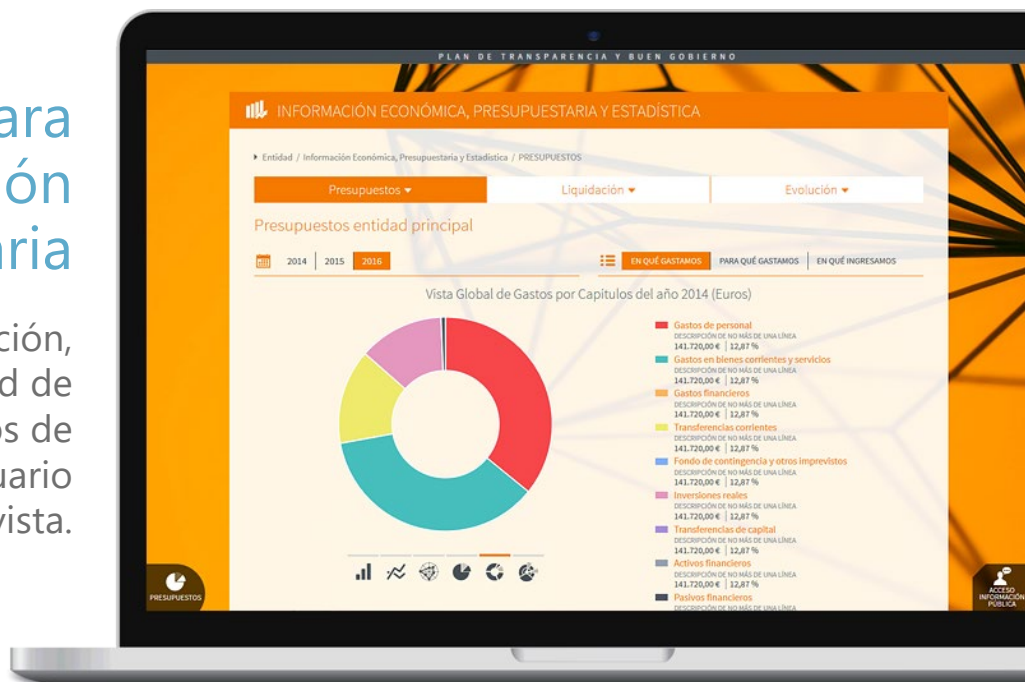 ara
ón
aria
ción,
d de
os de
uario
vista.
PLAN DE TRANSPARENCIA Y BUEN GOBIERNO
INFORMACIÓN ECONÓMICA, PRESUPUESTARIA Y ESTADÍSTICA
Entidad / Información Económica, Presupuestaria y Estadística / PRESUPUESTOS
Presupuestos
Liquidación
Evolución
Presupuestos entidad principal
2014 | 2015 2016
EN QUÉ GASTAMOS PARA QUÉ GASTAMOS | EN QUÉ INGRESAMOS
Vista Global de Gastos por Capitulos del año 2014 (Euros)
Gastos de personal
DESCRIPCIÓN DE NO MÁS DE UNA LÍNEA
141.720,00 € | 12,87 %
Gastos en bienes corrientes y servicios
DESCRIPCIÓN DE NO MÁS DE UNA LÍNEA
141.720,00 € | 12,87 %
Gastos financieros
DESCRIPCIÓN DE NO MÁS DE UNA LÍNEA
141.720,00 € | 12,87 %
Transferencias corrientes
DESCRIPCIÓN DE NO MÁS DE UNA LÍNEA
141.720,00 € | 12,87 %
Fondo de contingencia y otros imprevistos
DESCRIPCIÓN DE NO MÁS DE UNA LÍNEA
141.720,00 € | 12,87 %
Inversiones reales
DESCRIPCIÓN DE NO MÁS DE UNA LÍNEA
141.720,00 € | 12,87 %
Transferencias de capital
DESCRIPCIÓN DE NO MÁS DE UNA LÍNEA
141.720,00 € | 12,87 %
Activos financieros
DESCRIPCIÓN DE NO MÁS DE UNA LÍNEA
141.720,00 € | 12,87 %
Pasivos financieros
DESCRIPCIÓN DE NO MÁS DE UNA LÍNEA
PRESUPUESTOS
ACCESO
INFORMACIÓN
PÚBLICA